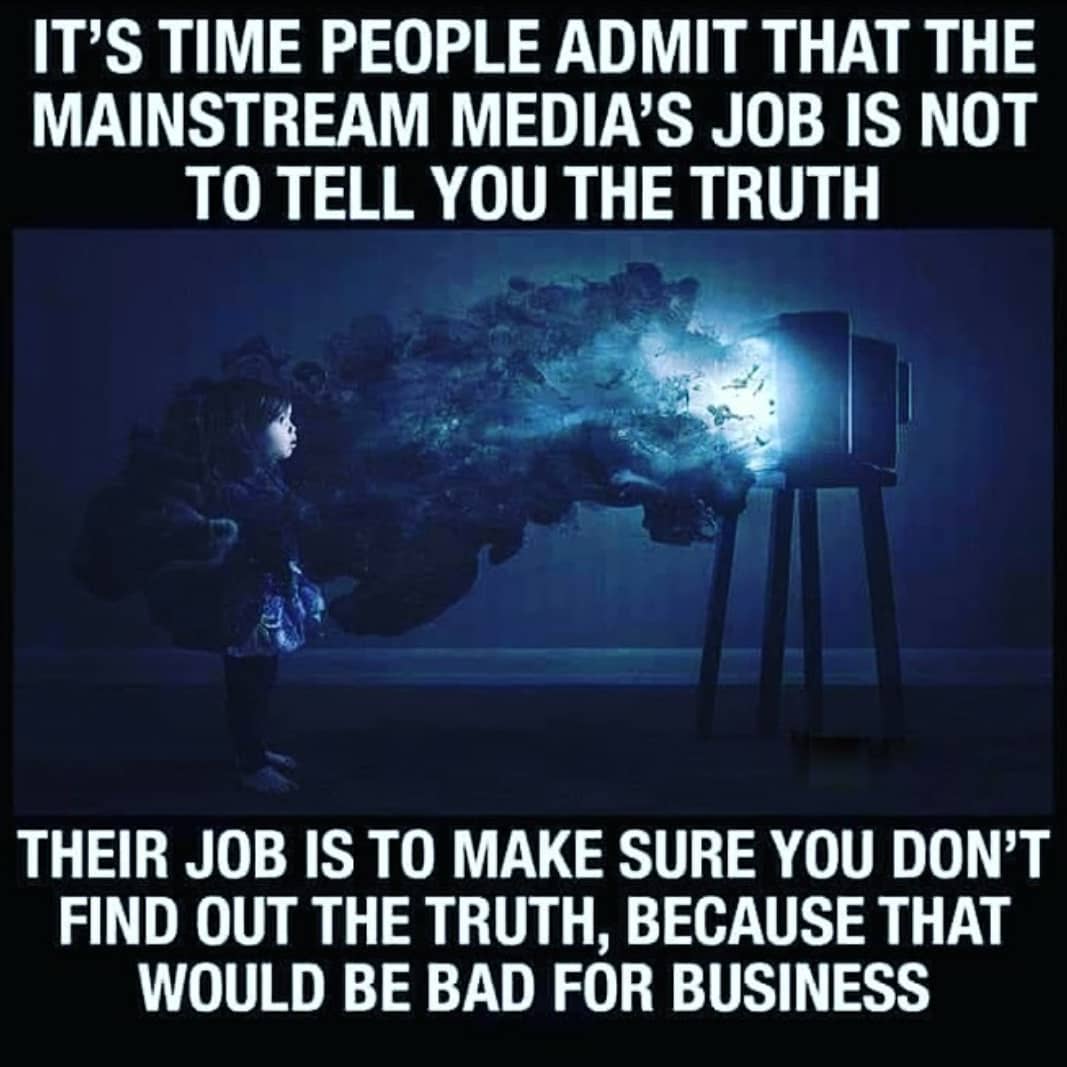 IT'S TIME PEOPLE ADMIT THAT THE
MAINSTREAM MEDIA'S JOB IS NOT
TO TELL YOU THE TRUTH
THEIR JOB IS TO MAKE SURE YOU DON'T
FIND OUT THE TRUTH, BECAUSE THAT
WOULD BE BAD FOR BUSINESS